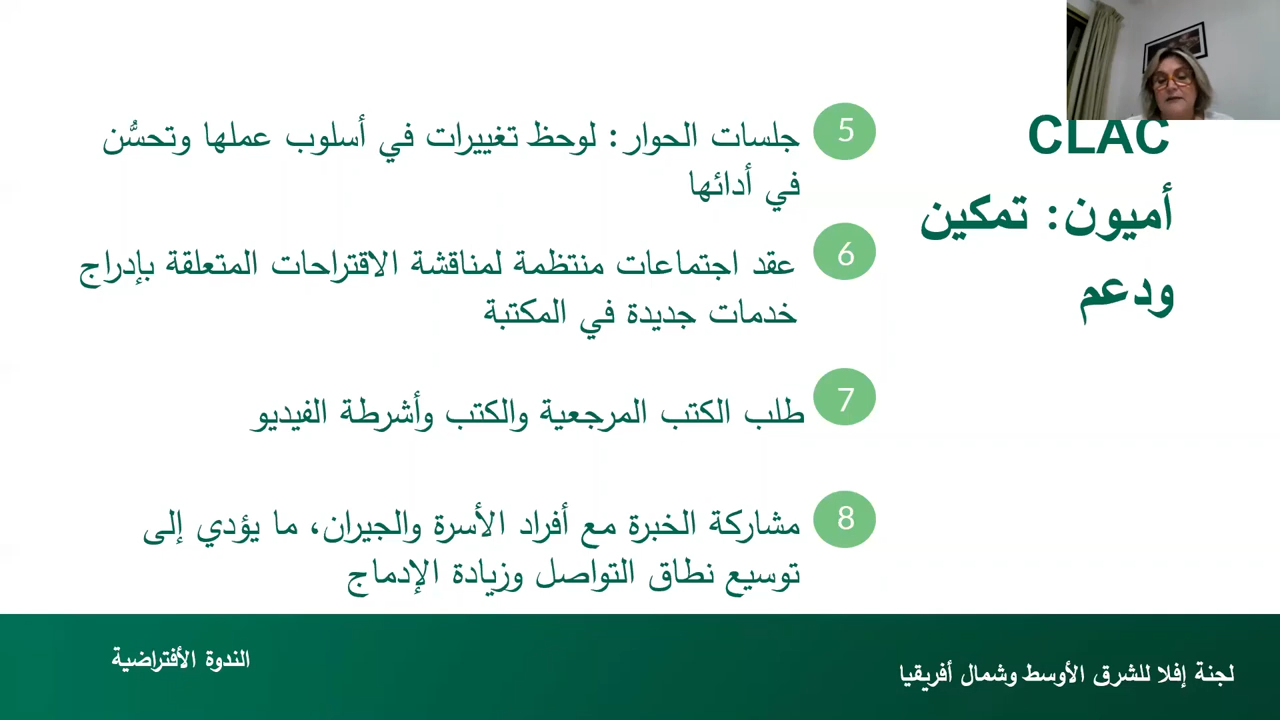 CLAC
أميون: تمكين
ودعم
5
جلسات الحوار: لوحظ تغييرات في أسلوب عملها وتحسُّن
في أدائها
6
عقد اجتماعات منتظمة لمناقشة الاقتراحات المتعلقة بإدراج
خدمات جديدة في المكتبة
7
طلب الكتب المرجعية والكتب وأشرطة الفيديو
8
مشاركة الخبرة مع أفراد الأسرة والجيران، ما يؤدي إلى
توسيع نطاق التواصل وزيادة الإدماج
لجنة إفلا للشرق الأوسط وشمال أفريقيا
الندوة الأفتراضية